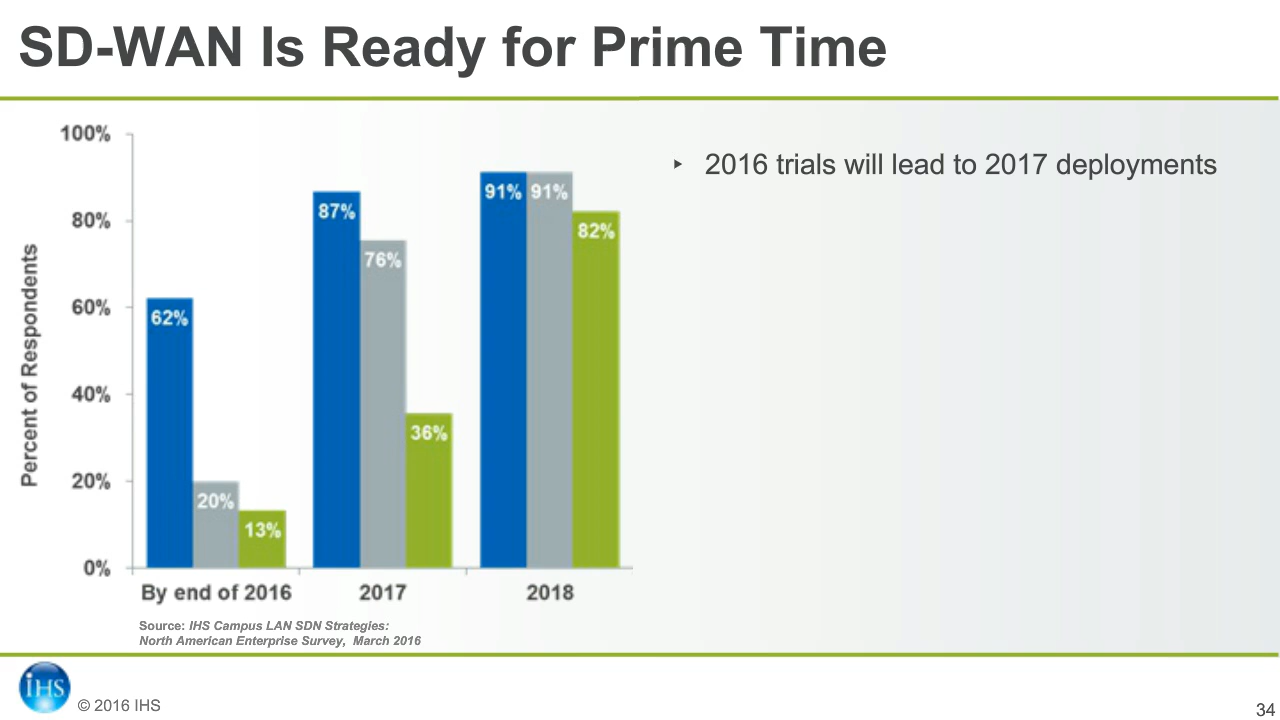 SD-WAN Is Ready for Prime Time
100%
80%
60%
40%
20%
0%
Percent of Respondents
62%
20%
13%
87%
76%
36%
91%
91%
82%
By end of 2016
2017
2018
Source: IHS Campus LAN SDN Strategies:
North American Enterprise Survey, March 2016
‣ 2016 trials will lead to 2017 deployments
IHS
© 2016 IHS
34